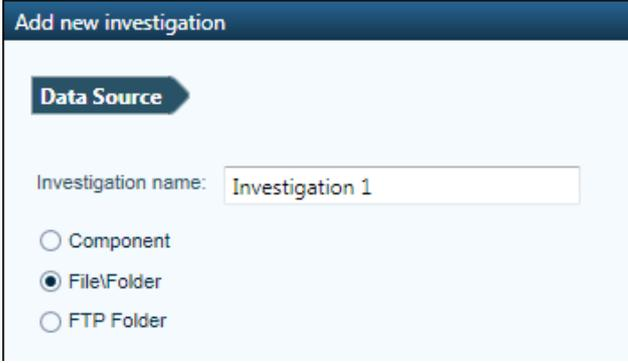 Add new investigation
Data Source
Investigation name: Investigation 1
Component
File\Folder
FTP Folder